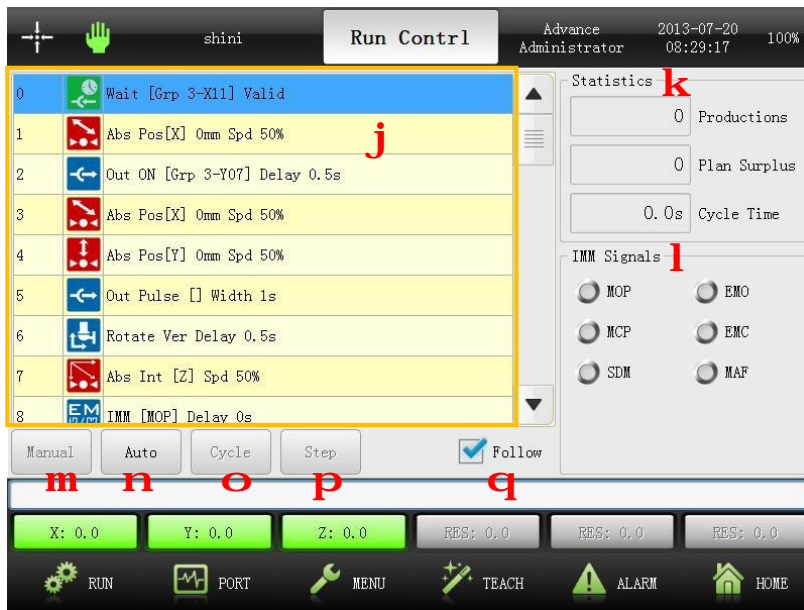 shini Run Contrl Advance Administrator 2013-07-20 08:29:17 100%
0 Wait [Grp 3-X11] Valid
1 Abs Pos[X] 0mm Spd 50%
2 Out ON [Grp 3-Y07] Delay 0.5s
3 Abs Pos[X] 0mm Spd 50%
4 Abs Pos[Y] 0mm Spd 50%
5 Out Pulse [] Width 1s
6 Rotate Ver Delay 0.5s
7 Abs Int [Z] Spd 50%
8 IMM [MOP] Delay 0s
j
Statistics k
0 Productions
0 Plan Surplus
0.0s Cycle Time
IMM Signals l
MOP EMO
MCP EMC
SDM MAF
Manual Auto Cycle Step Follow
m n o p q
X: 0.0 Y: 0.0 Z: 0.0 RES: 0.0 RES: 0.0 RES: 0.0
RUN PORT MENU TEACH ALARM HOME